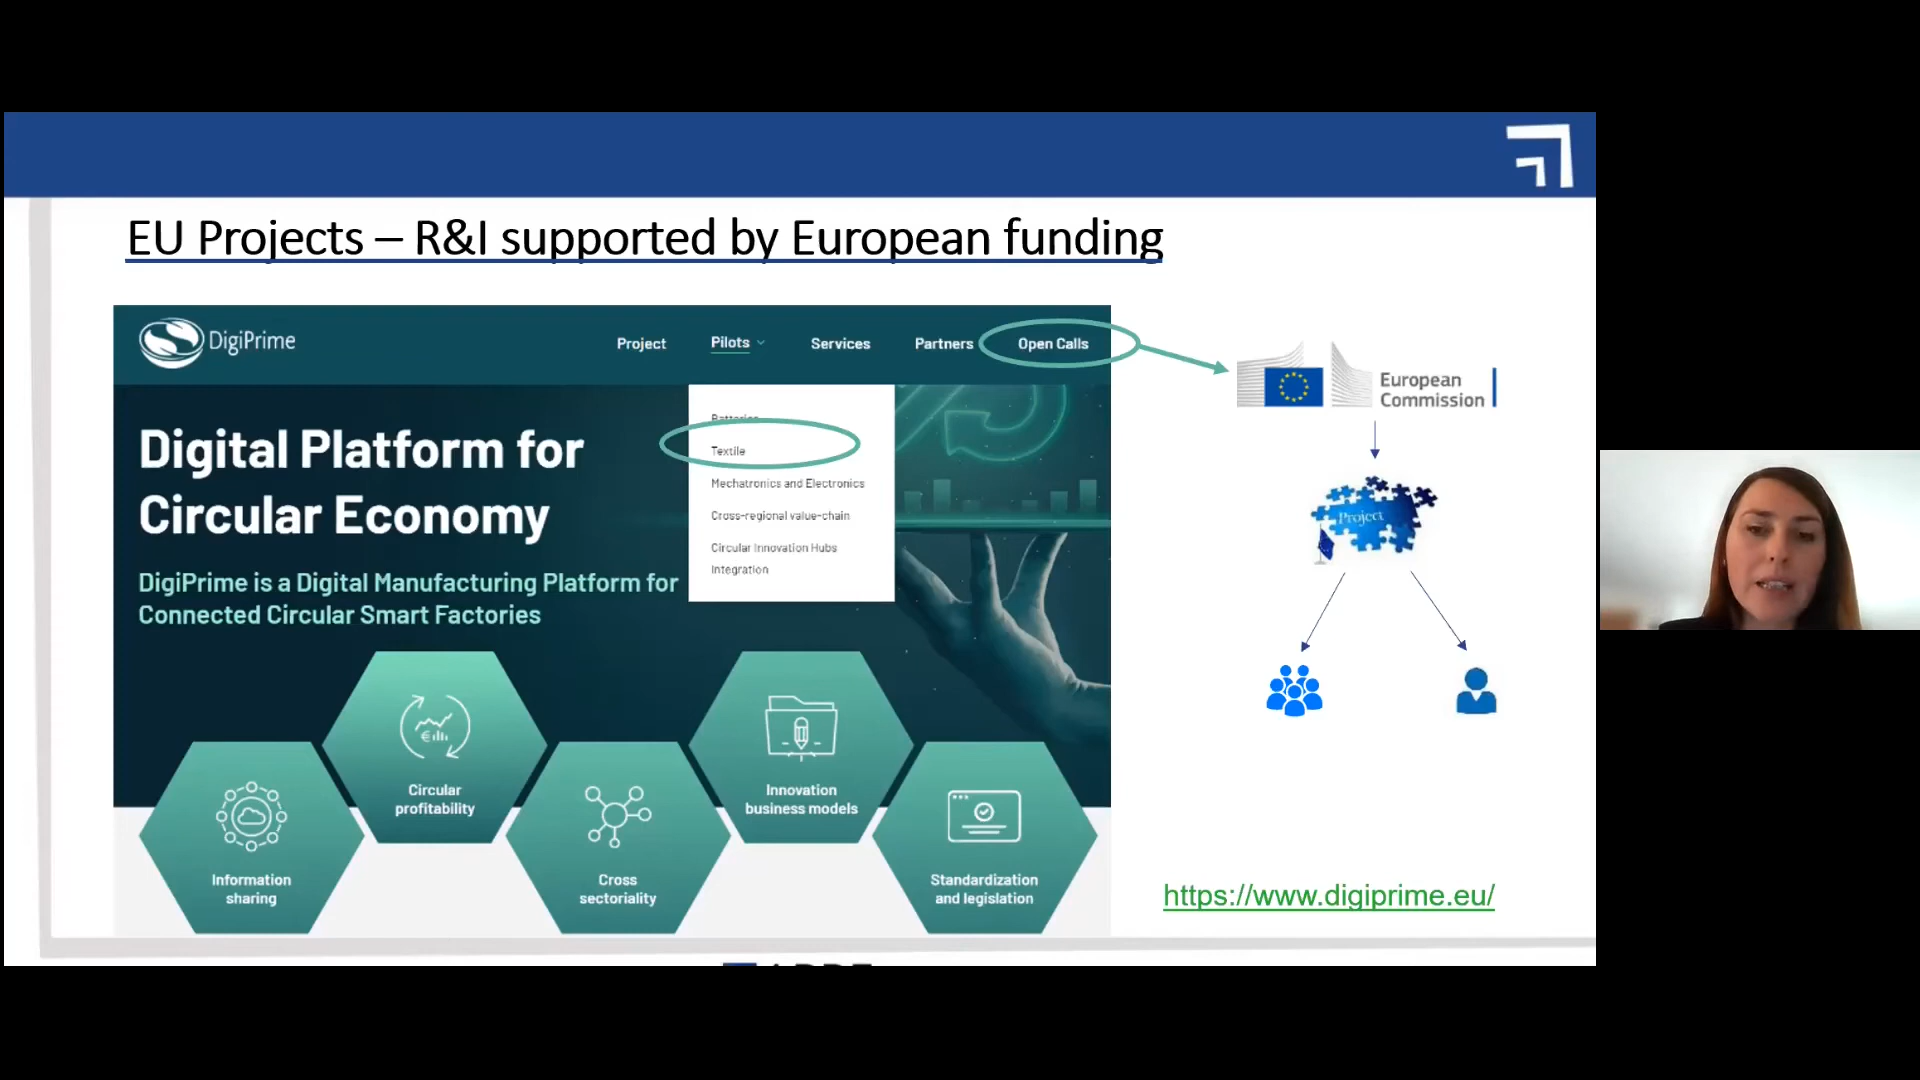 EU Projects – R&I supported by European funding
DigiPrime
Project
Pilots
Services
Partners
Open Calls
Batteries
Textile
Mechatronics and Electronics
Cross-regional value-chain
Circular Innovation Hubs
Integration
Digital Platform for
Circular Economy
DigiPrime is a Digital Manufacturing Platform for
Connected Circular Smart Factories
Information
sharing
Circular
profitability
Cross
sectoriality
Innovation
business models
Standardization
and legislation
European
Commission
Project
https://www.digiprime.eu/